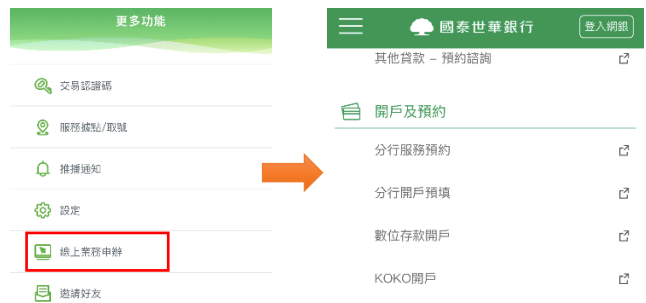 更多功能
交易認證碼
服務據點/取號
推播通知
設定
線上業務申辦
邀請好友
國泰世華銀行
登入網銀
其他貸款 – 預約諮詢
開戶及預約
分行服務預約
分行開戶預填
數位存款開戶
KOKO開戶